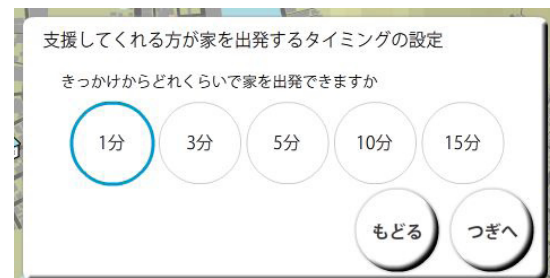 支援してくれる方が家を出発するタイミングの設定
きっかけからどれくらいで家を出発できますか
1分 3分 5分 10分 15分
もどる つぎへ